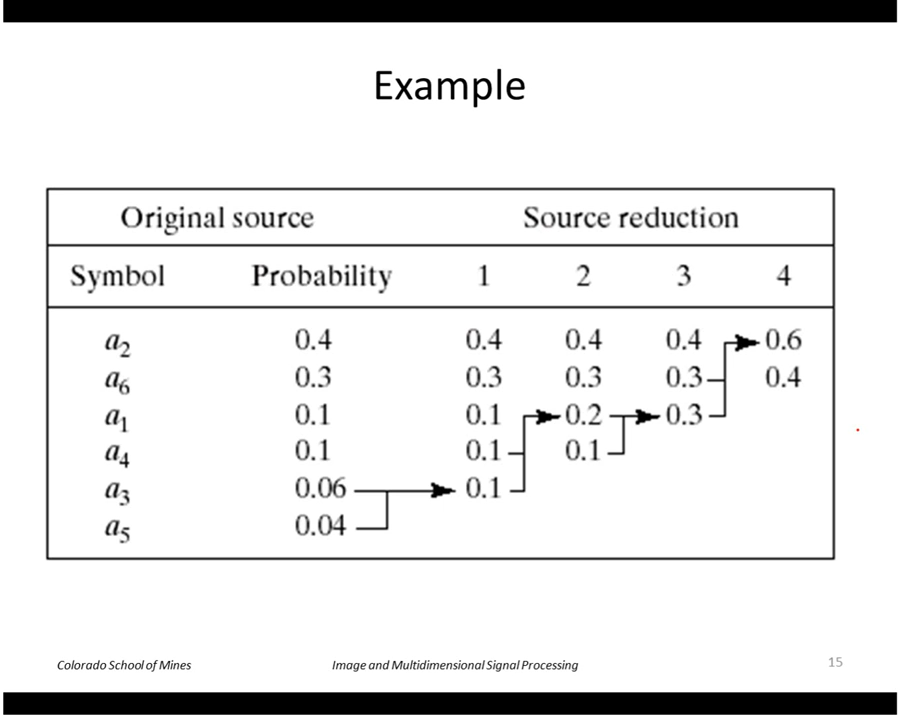 Example
Original source Source reduction
Symbol Probability 1 2 3 4
a2 0.4 0.4 0.4 0.4 0.6
a6 0.3 0.3 0.3 0.3 0.4
a1 0.1 0.1 0.2 0.3
a4 0.1 0.1 0.1
a3 0.06 0.1
a5 0.04
Colorado School of Mines Image and Multidimensional Signal Processing 15